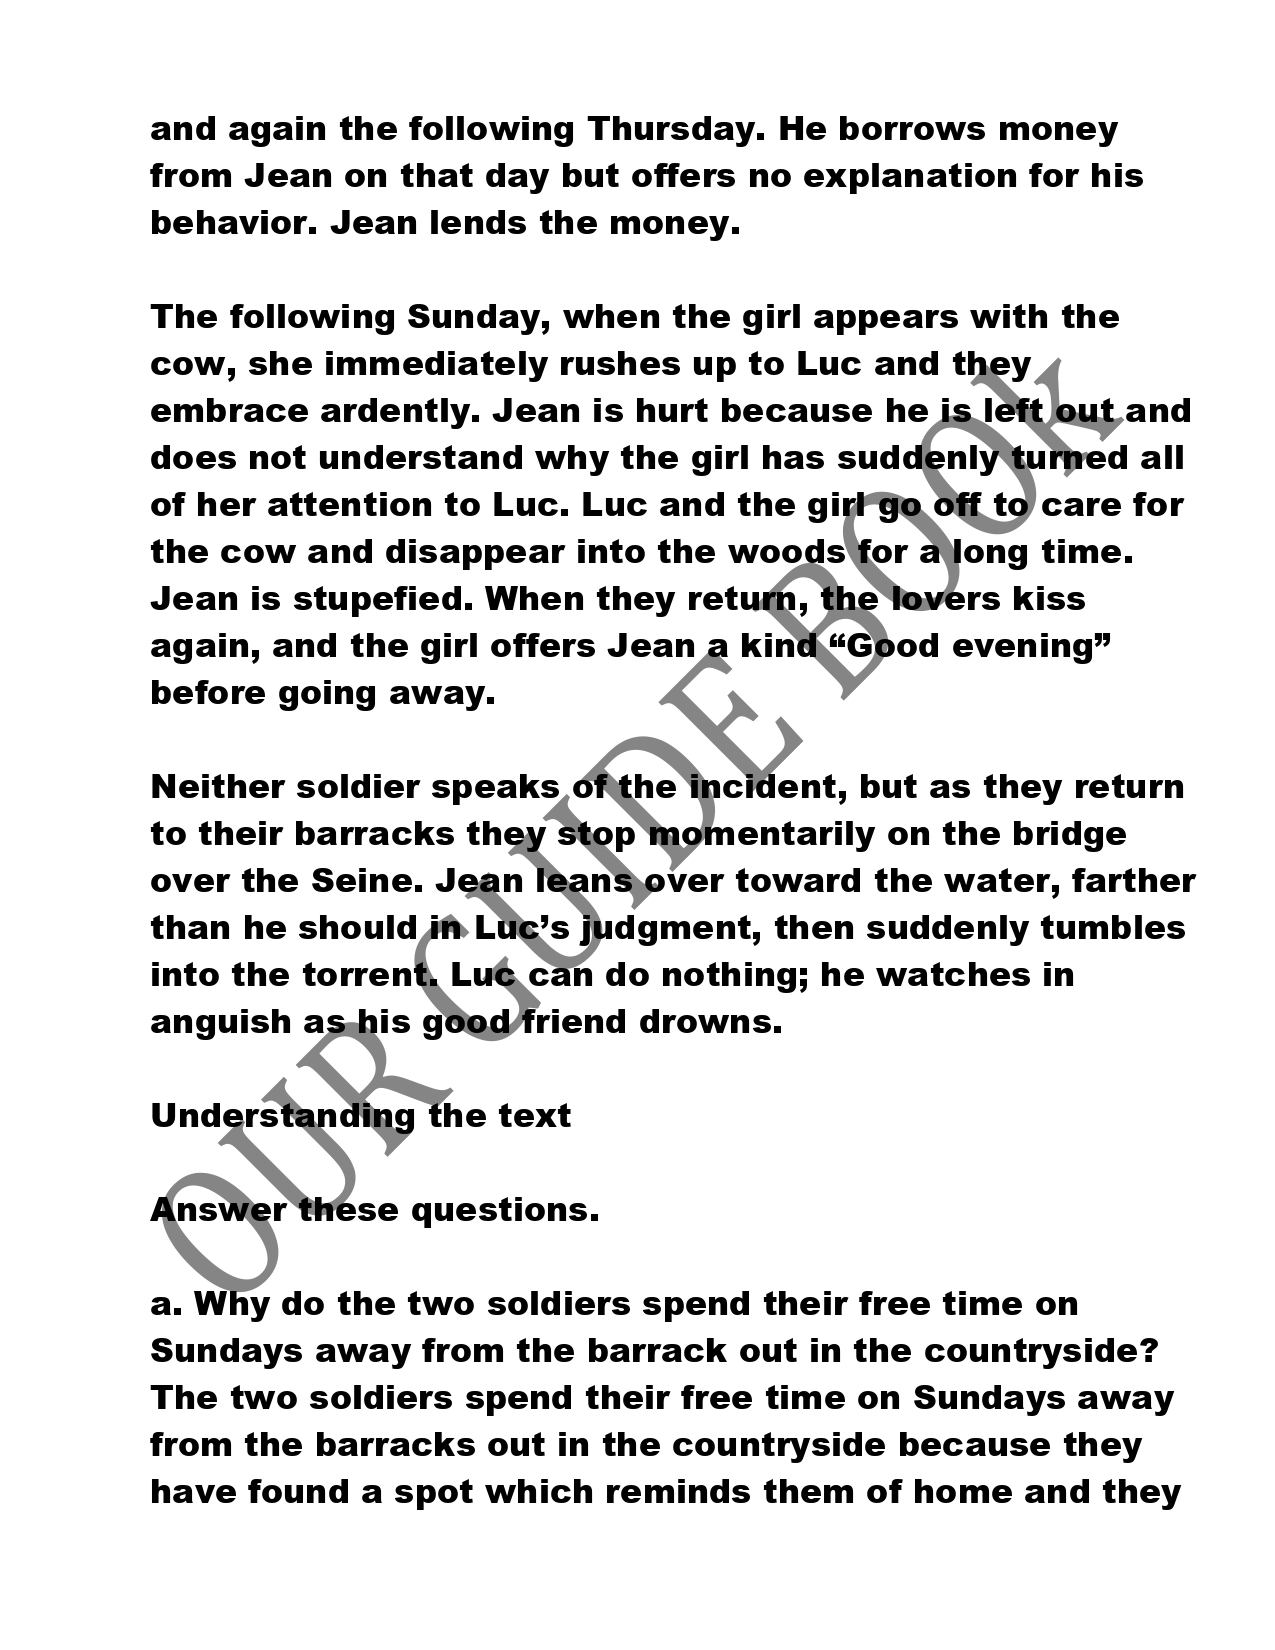 and again the following Thursday. He borrows money
from Jean on that day but offers no explanation for his
behavior. Jean lends the money.
The following Sunday, when the girl appears with the
cow, she immediately rushes up to Luc and they
embrace ardently. Jean is hurt because he is left out and
does not understand why the girl has suddenly turned all
of her attention to Luc. Luc and the girl go off to care for
the cow and disappear into the woods for a long time.
Jean is stupefied. When they return, the lovers kiss
again, and the girl offers Jean a kind “Good evening”
before going away.
Neither soldier speaks of the incident, but as they return
to their barracks they stop momentarily on the bridge
over the Seine. Jean leans over toward the water, farther
than he should in Luc’s judgment, then suddenly tumbles
into the torrent. Luc can do nothing; he watches in
anguish as his good friend drowns.
Understanding the text
Answer these questions.
a. Why do the two soldiers spend their free time on
Sundays away from the barrack out in the countryside?
The two soldiers spend their free time on Sundays away
from the barracks out in the countryside because they
have found a spot which reminds them of home and they
OUR GUIDE BOOk